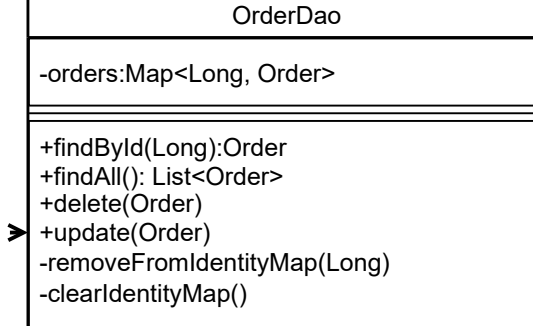 OrderDao
-orders:Map<Long, Order>
+findById(Long):Order
+findAll(): List<Order>
+delete(Order)
+update(Order)
-removeFromIdentityMap(Long)
-clearIdentityMap()